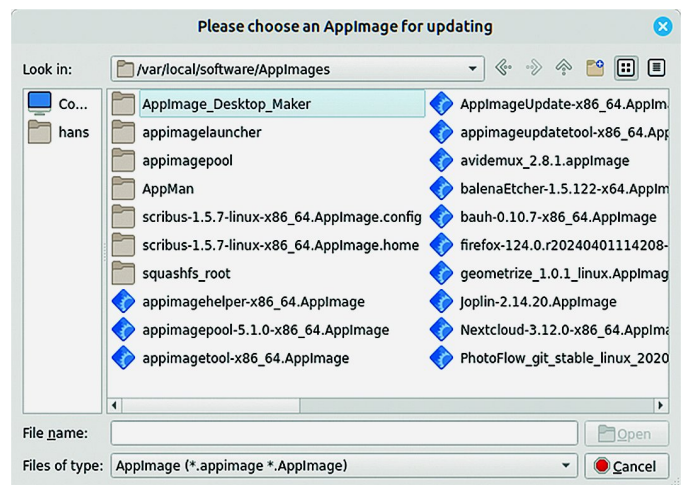 Please choose an AppImage for updating
Look in:
/var/local/software/AppImages
Co...
hans
AppImage_Desktop_Maker
appimagelauncher
appimagepool
AppMan
scribus-1.5.7-linux-x86_64.AppImage.config
scribus-1.5.7-linux-x86_64.AppImage.home
squashfs_root
appimagehelper-x86_64.AppImage
appimagepool-5.1.0-x86_64.AppImage
appimagetool-x86_64.AppImage
AppImageUpdate-x86_64.AppIm
appimageupdatetool-x86_64.App
avidemux_2.8.1.appImage
balenaEtcher-1.5.122-x64.AppIm
bauh-0.10.7-x86_64.AppImage
firefox-124.0.r20240401114208-
geometrize_1.0.1_linux.AppImag
Joplin-2.14.20.AppImage
Nextcloud-3.12.0-x86_64.AppIma
PhotoFlow_git_stable_linux_2020
File name:
Open
Files of type:
AppImage (*.appimage *.AppImage)
Cancel